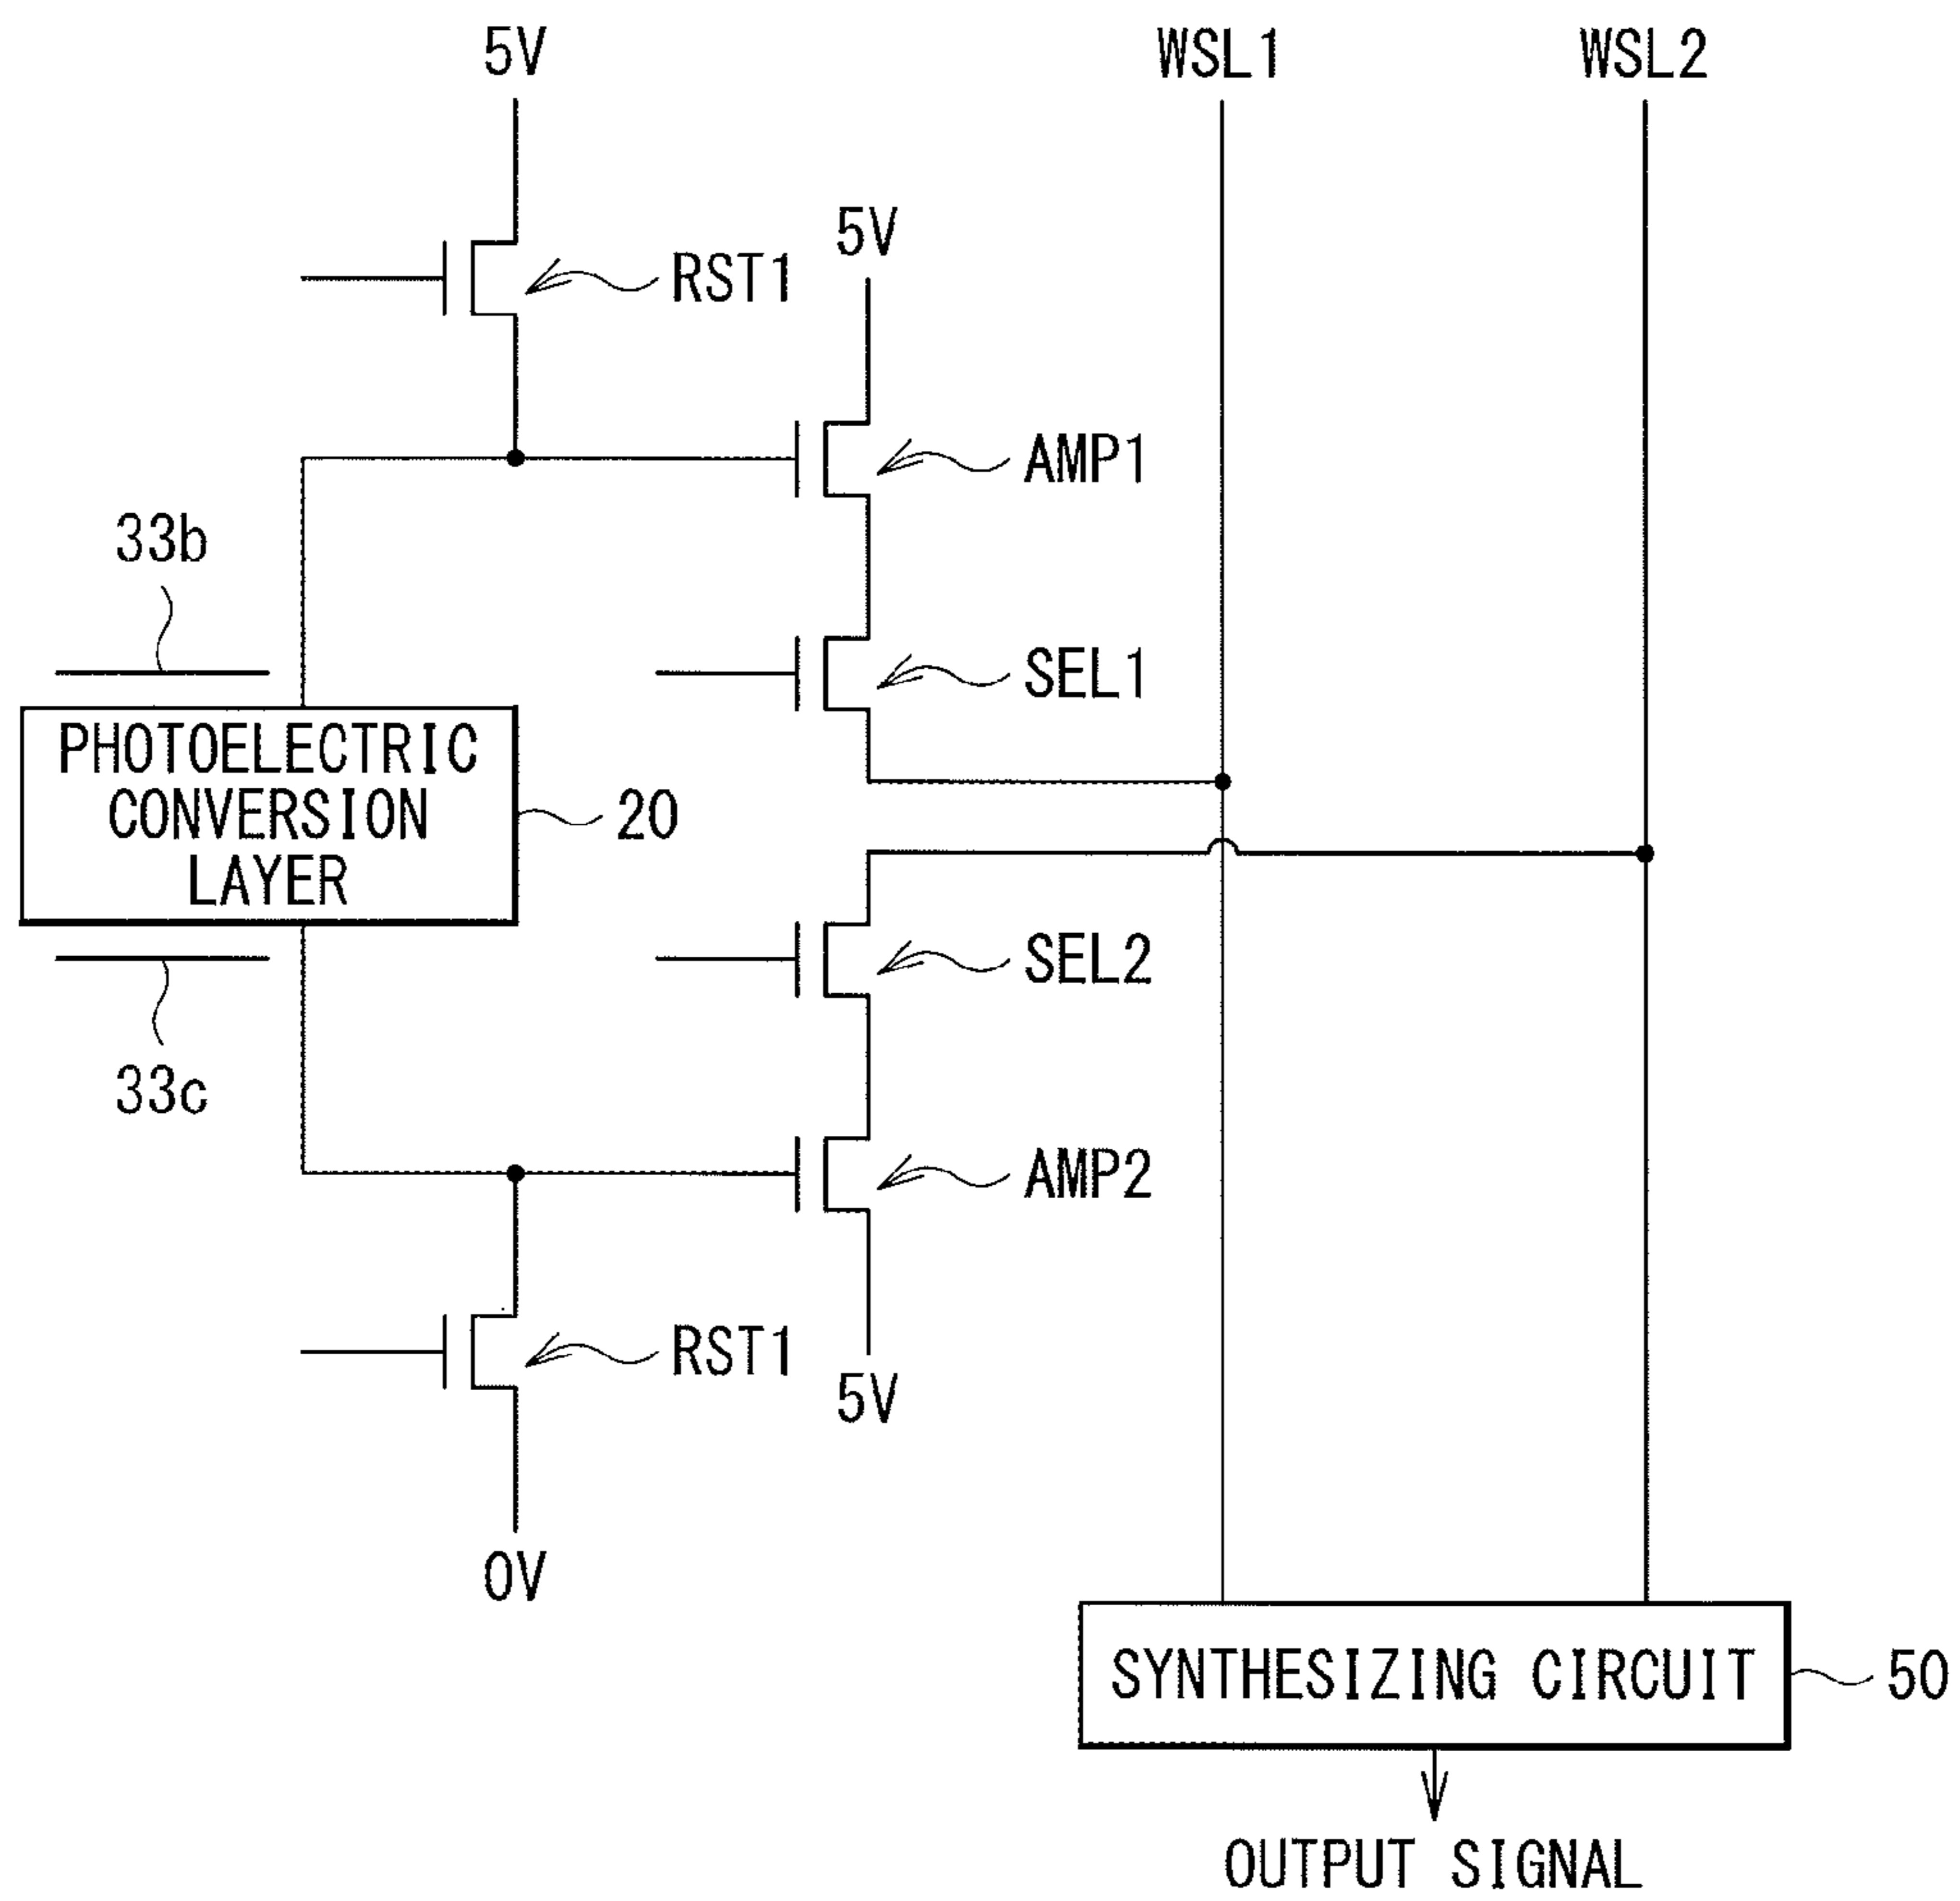 5V
WSL1
WSL2
RST1
5V
AMP1
33b
SEL1
PHOTOELECTRIC
CONVERSION
LAYER
20
SEL2
33c
AMP2
RST1
5V
0V
SYNTHESIZING CIRCUIT
50
OUTPUT SIGNAL